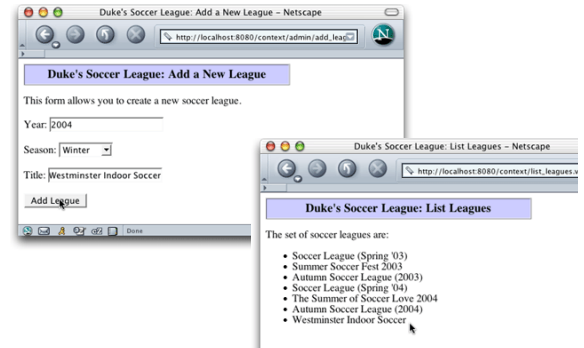 Duke's Soccer League: Add a New League – Netscape
http://localhost:8080/context/admin/add_leag
N
Duke's Soccer League: Add a New League
This form allows you to create a new soccer league.
Year: 2004
Season: Winter
Title: Westminster Indoor Soccer
Add League
Done
Duke's Soccer League: List Leagues – Netscape
http://localhost:8080/context/list_leagues.v
Duke's Soccer League: List Leagues
The set of soccer leagues are:
• Soccer League (Spring '03)
• Summer Soccer Fest 2003
• Autumn Soccer League (2003)
• Soccer League (Spring '04)
• The Summer of Soccer Love 2004
• Autumn Soccer League (2004)
• Westminster Indoor Soccer